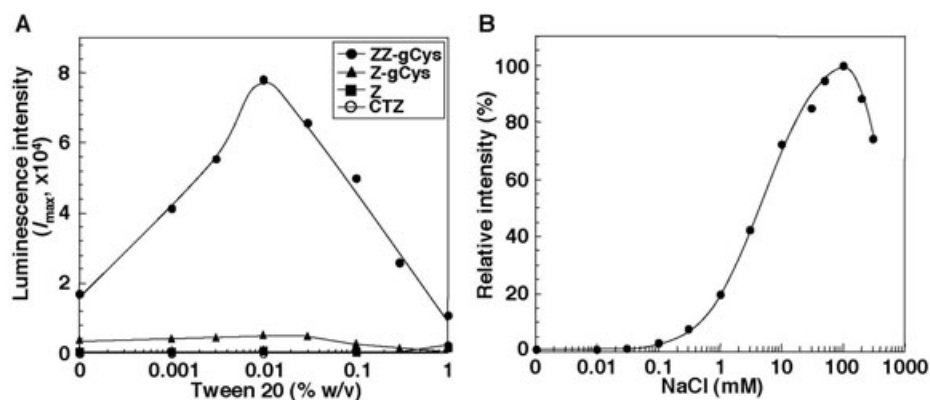 A
Luminescence intensity
(Imax, x10⁴)
8
6
4
2
0
ZZ-gCys
Z-gCys
Z
CTZ
0 0.001 0.01 0.1 1
Tween 20 (% w/v)
B
Relative intensity (%)
100
80
60
40
20
0
0 0.01 0.1 1 10 100 1000
NaCl (mM)